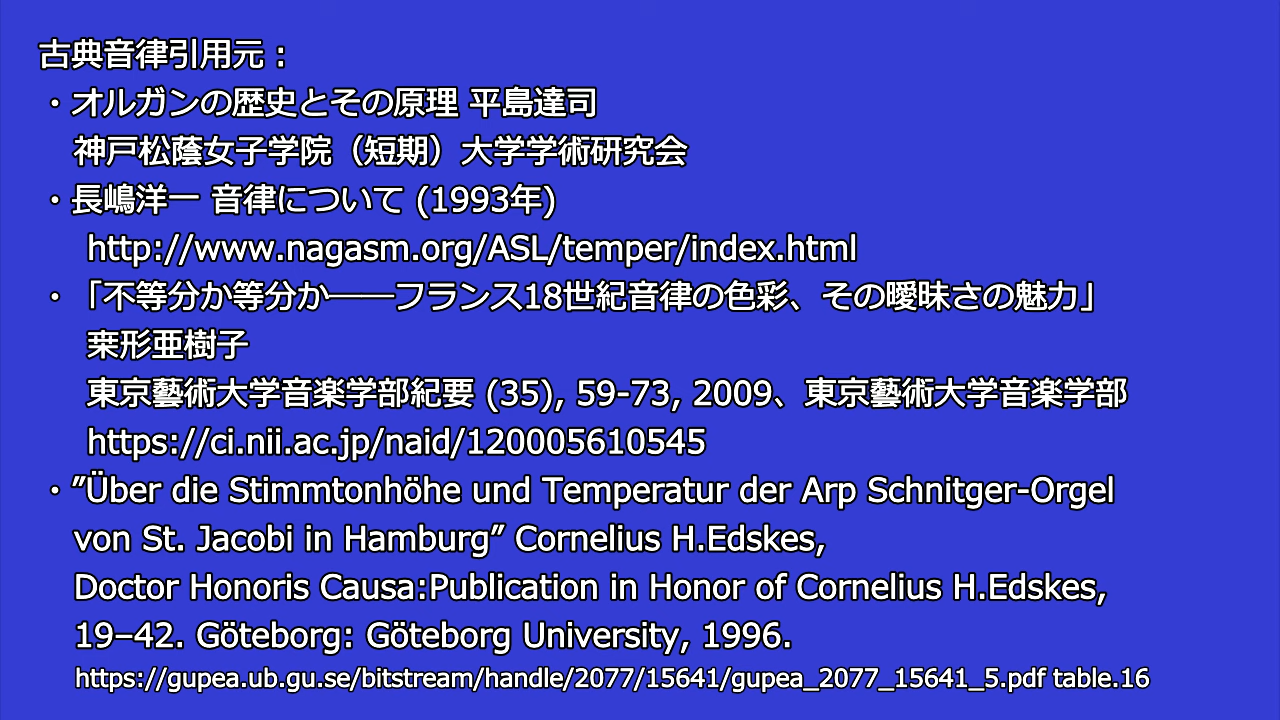 古典音律引用元：
・オルガンの歴史とその原理 平島達司
神戸松蔭女子学院（短期）大学学術研究会
・長嶋洋一 音律について (1993年)
http://www.nagasm.org/ASL/temper/index.html
・「不等分か等分か――フランス18世紀音律の色彩、その曖昧さの魅力」
桒形亜樹子
東京藝術大学音楽学部紀要 (35), 59-73, 2009、東京藝術大学音楽学部
https://ci.nii.ac.jp/naid/120005610545
・”Über die Stimmtonhöhe und Temperatur der Arp Schnitger-Orgel
von St. Jacobi in Hamburg” Cornelius H.Edskes,
Doctor Honoris Causa:Publication in Honor of Cornelius H.Edskes,
19–42. Göteborg: Göteborg University, 1996.
https://gupea.ub.gu.se/bitstream/handle/2077/15641/gupea_2077_15641_5.pdf table.16